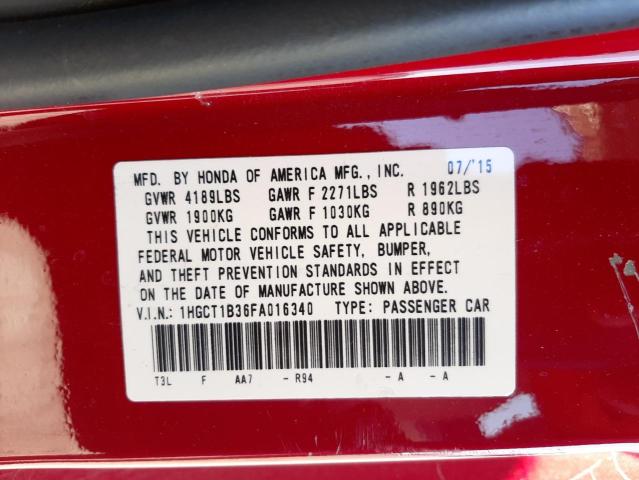 MFD. BY HONDA OF AMERICA MFG., INC. 07/'15
GVWR 4189LBS GAWR F 2271LBS R 1962LBS
GVWR 1900KG GAWR F 1030KG R 890KG
THIS VEHICLE CONFORMS TO ALL APPLICABLE
FEDERAL MOTOR VEHICLE SAFETY, BUMPER,
AND THEFT PREVENTION STANDARDS IN EFFECT
ON THE DATE OF MANUFACTURE SHOWN ABOVE.
V.I.N.: 1HGCT1B36FA016340 TYPE: PASSENGER CAR
T3L F AA7 - R94 - A - A